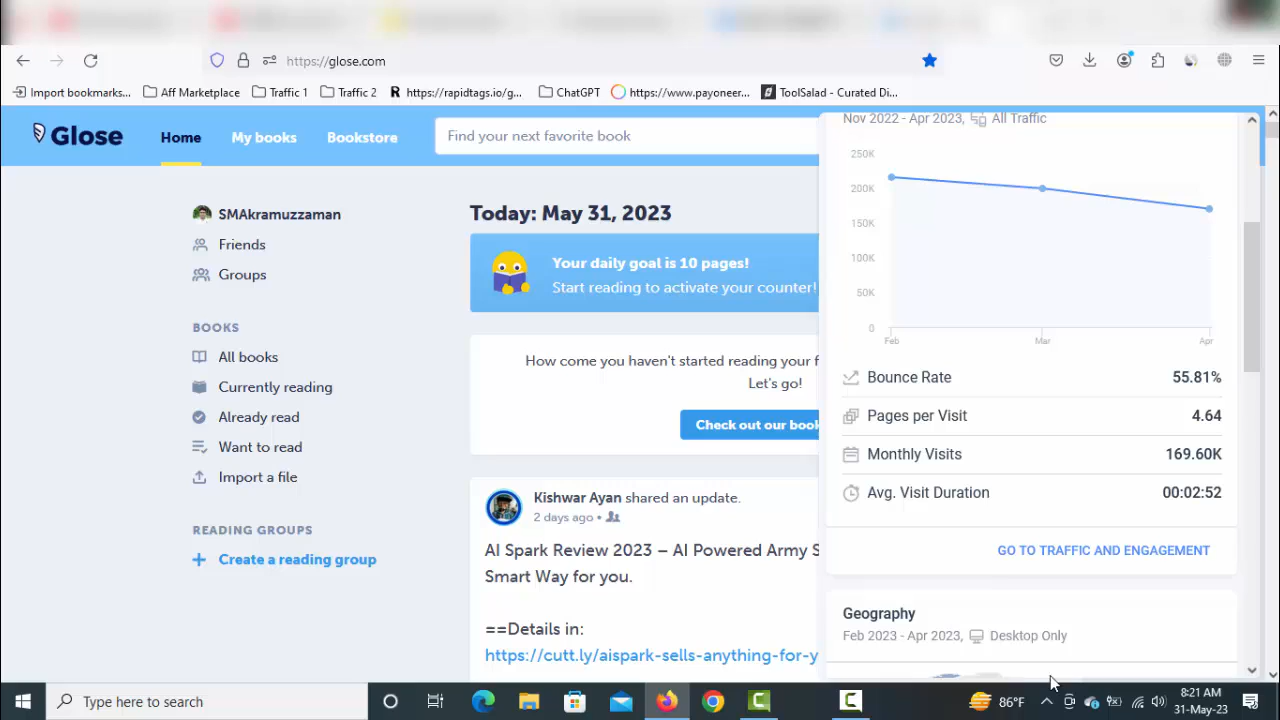 https://glose.com
Import bookmarks...
Aff Marketplace
Traffic 1
Traffic 2
https://rapidtags.io/g...
ChatGPT
https://www.payoneer...
ToolSalad - Curated Di...
Glose
Home
My books
Bookstore
Find your next favorite book
SMAkramuzzaman
Friends
Groups
BOOKS
All books
Currently reading
Already read
Want to read
Import a file
READING GROUPS
+ Create a reading group
Today: May 31, 2023
Your daily goal is 10 pages!
Start reading to activate your counter!
How come you haven't started reading your f
Let's go!
Check out our book
Kishwar Ayan shared an update.
2 days ago •
AI Spark Review 2023 – AI Powered Army S
Smart Way for you.
==Details in:
https://cutt.ly/aispark-sells-anything-for-y
Nov 2022 - Apr 2023, All Traffic
250K
200K
150K
100K
50K
0
Feb Mar Apr
Bounce Rate 55.81%
Pages per Visit 4.64
Monthly Visits 169.60K
Avg. Visit Duration 00:02:52
GO TO TRAFFIC AND ENGAGEMENT
Geography
Feb 2023 - Apr 2023, Desktop Only
Type here to search
86°F
8:21 AM
31-May-23